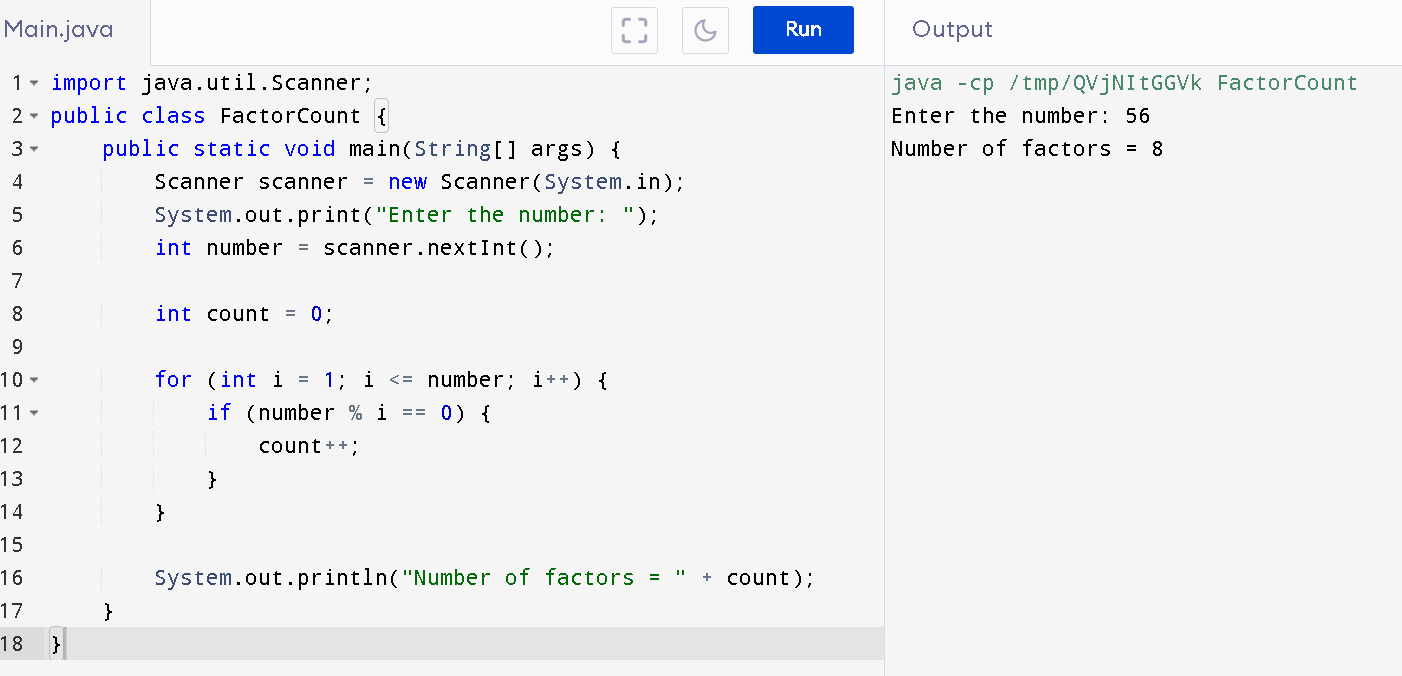 Main.java
Run
Output
1 import java.util.Scanner;
2 public class FactorCount {
3     public static void main(String[] args) {
4         Scanner scanner = new Scanner(System.in);
5         System.out.print("Enter the number: ");
6         int number = scanner.nextInt();
7
8         int count = 0;
9
10         for (int i = 1; i <= number; i++) {
11             if (number % i == 0) {
12                 count++;
13             }
14         }
15
16         System.out.println("Number of factors = " + count);
17     }
18 }
java -cp /tmp/QVjNItGGVk FactorCount
Enter the number: 56
Number of factors = 8